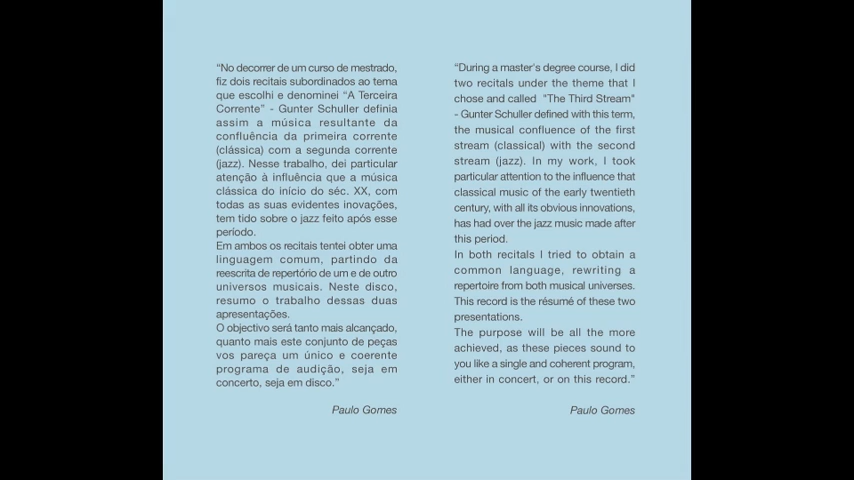 “No decorrer de um curso de mestrado,
fiz dois recitais subordinados ao tema
que escolhi e denominei “A Terceira
Corrente” - Gunter Schuller definia
assim a música resultante da
confluência da primeira corrente
(clássica) com a segunda corrente
(jazz). Nesse trabalho, dei particular
atenção à influência que a música
clássica do início do séc. XX, com
todas as suas evidentes inovações,
tem tido sobre o jazz feito após esse
período.
Em ambos os recitais tentei obter uma
linguagem comum, partindo da
reescrita de repertório de um e de outro
universos musicais. Neste disco,
resumo o trabalho dessas duas
apresentações.
O objectivo será tanto mais alcançado,
quanto mais este conjunto de peças
vos pareça um único e coerente
programa de audição, seja em
concerto, seja em disco.”
Paulo Gomes
“During a master's degree course, I did
two recitals under the theme that I
chose and called "The Third Stream"
- Gunter Schuller defined with this term,
the musical confluence of the first
stream (classical) with the second
stream (jazz). In my work, I took
particular attention to the influence that
classical music of the early twentieth
century, with all its obvious innovations,
has had over the jazz music made after
this period.
In both recitals I tried to obtain a
common language, rewriting a
repertoire from both musical universes.
This record is the résumé of these two
presentations.
The purpose will be all the more
achieved, as these pieces sound to
you like a single and coherent program,
either in concert, or on this record.”
Paulo Gomes